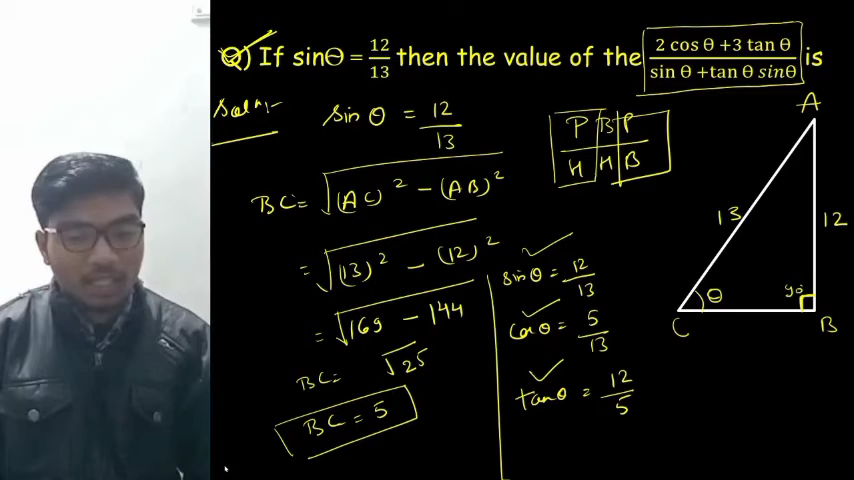 Q) If sinΘ = 12/13 then the value of the (2 cos θ +3 tan θ)/(sin θ +tan θ sinθ) is
Solⁿ:-
sin θ = 12/13
P B P
H H B
BC = √((AC)² - (AB)²)
= √((13)² - (12)²)
= √(169 - 144)
BC = √25
BC = 5
sin θ = 12/13
cos θ = 5/13
tan θ = 12/5
A
13
12
θ
90°
C
B